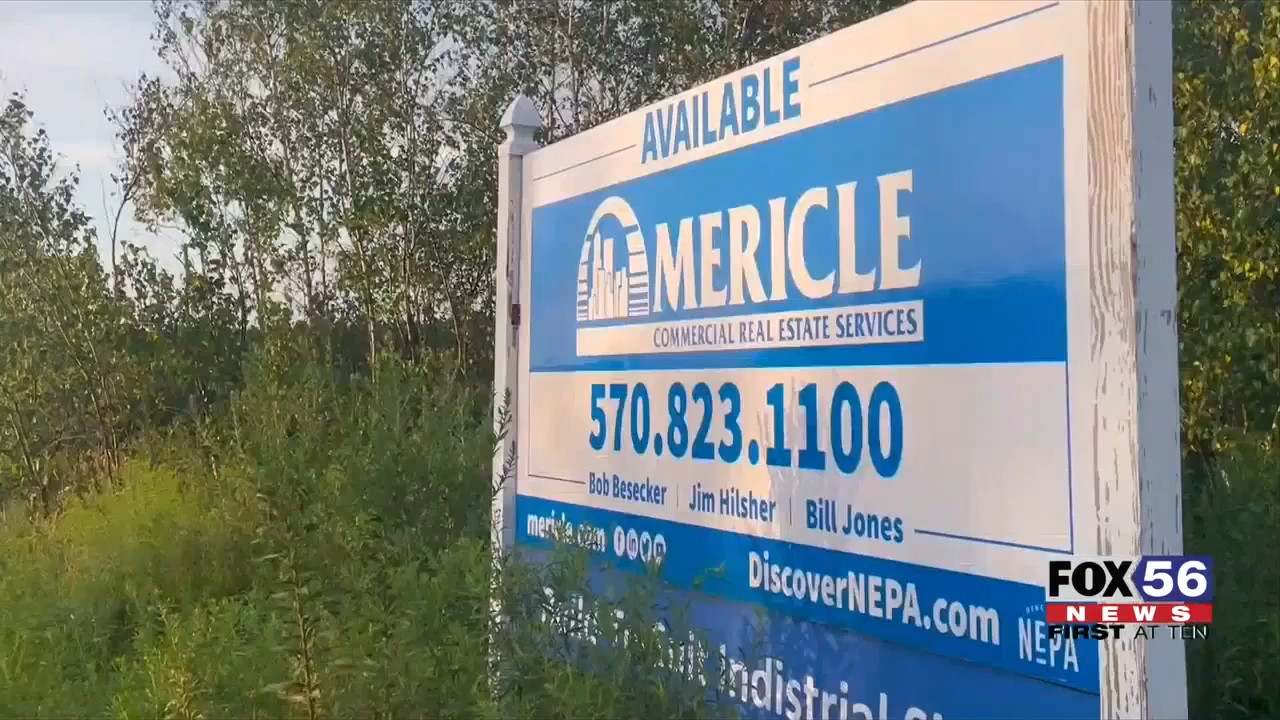 AVAILABLE
MERICLE
COMMERCIAL REAL ESTATE SERVICES
570.823.1100
Bob Besecker | Jim Hilsher | Bill Jones
mericle.com
DiscoverNEPA.com
NEPA
Industrial
FOX 56
NEWS
FIRST AT TEN